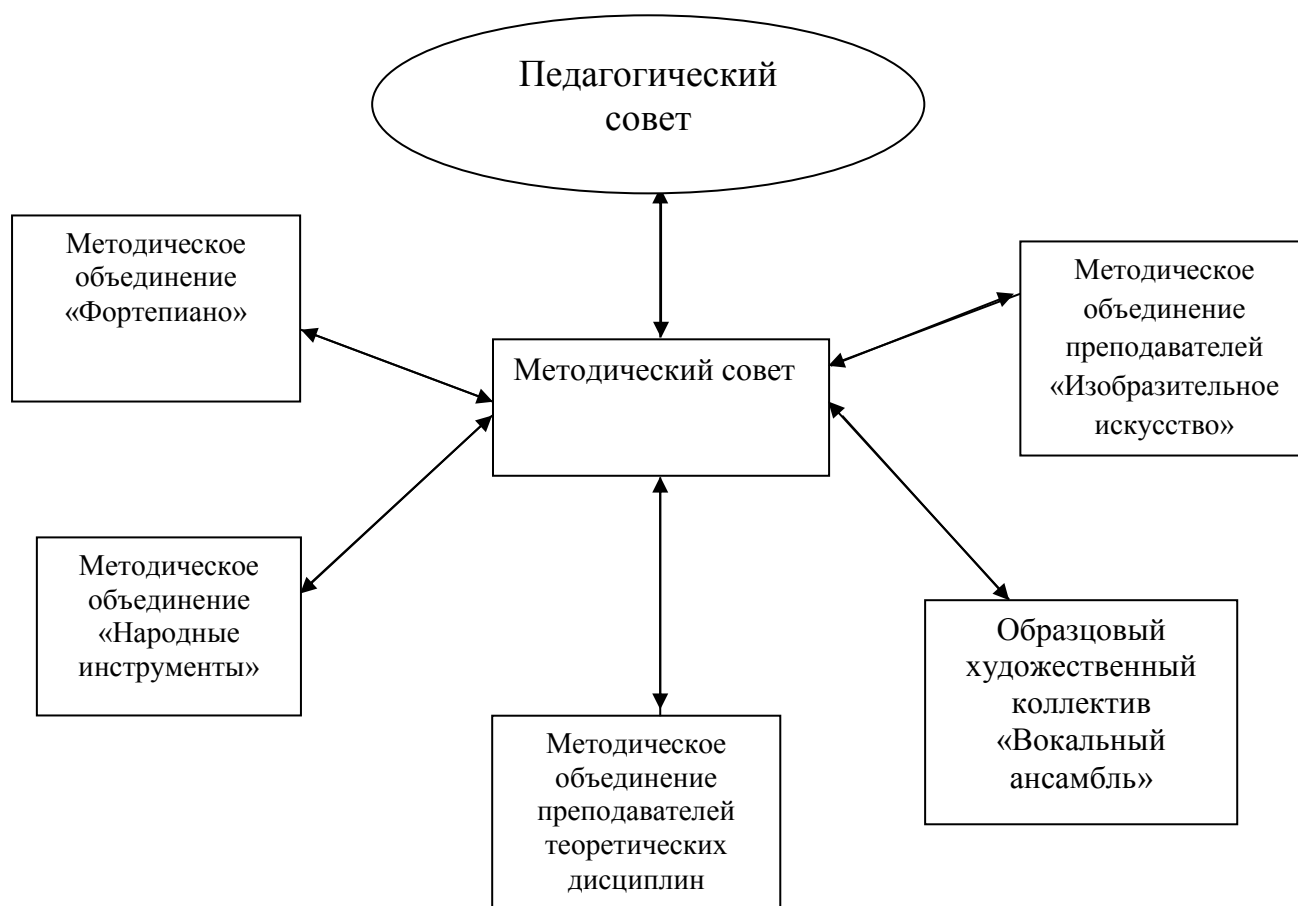 Педагогический
совет
Методическое
объединение
«Фортепиано»
Методический совет
Методическое
объединение
преподавателей
«Изобразительное
искусство»
Методическое
объединение
«Народные
инструменты»
Методическое
объединение
преподавателей
теоретических
дисциплин
Образцовый
художественный
коллектив
«Вокальный
ансамбль»